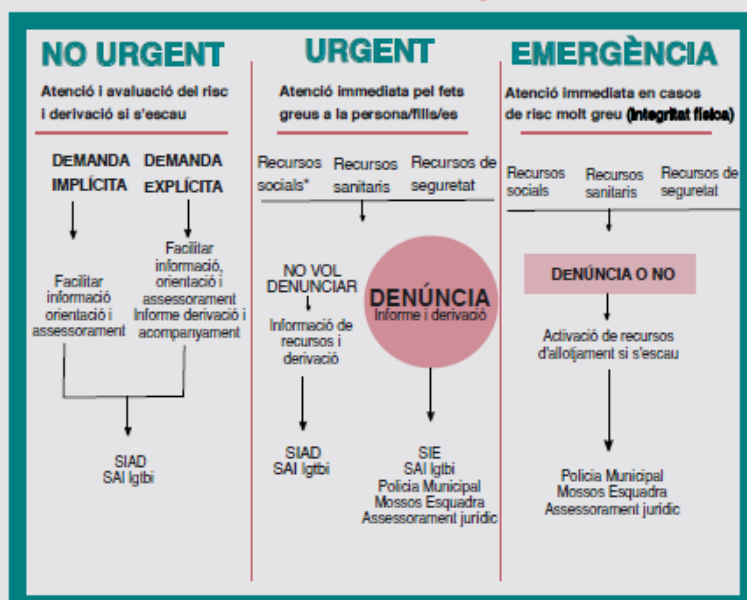 NO URGENT
Atenció i avaluació del risc
i derivació si s'escau
DEMANDA
IMPLÍCITA
DEMANDA
EXPLÍCITA
Facilitar
informació
orientació i
assessorament
Facilitar
informació,
orientació i
assessorament
Informe derivació i
acompanyament
SIAD
SAI lgtbi
URGENT
Atenció immediata pel fets
greus a la persona/fills/es
Recursos
socials*
Recursos
sanitaris
Recursos de
seguretat
NO VOL
DENUNCIAR
Informació de
recursos i
derivació
SIAD
SAI lgtbi
DENÚNCIA
Informe i derivació
SIE
SAI lgtbi
Policia Municipal
Mossos Esquadra
Assessorament jurídic
EMERGÈNCIA
Atenció immediata en casos
de risc molt greu (integritat física)
Recursos
socials
Recursos
sanitaris
Recursos de
seguretat
DENÚNCIA O NO
Activació de recursos
d'allotjament si s'escau
Policia Municipal
Mossos Esquadra
Assessorament jurídic